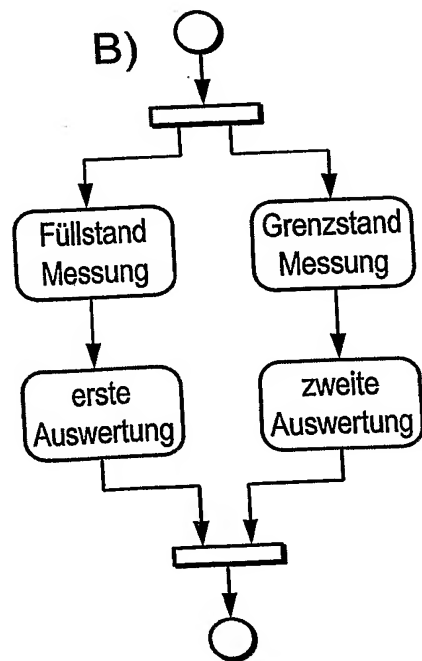 B)
Füllstand
Messung
Grenzstand
Messung
erste
Auswertung
zweite
Auswertung